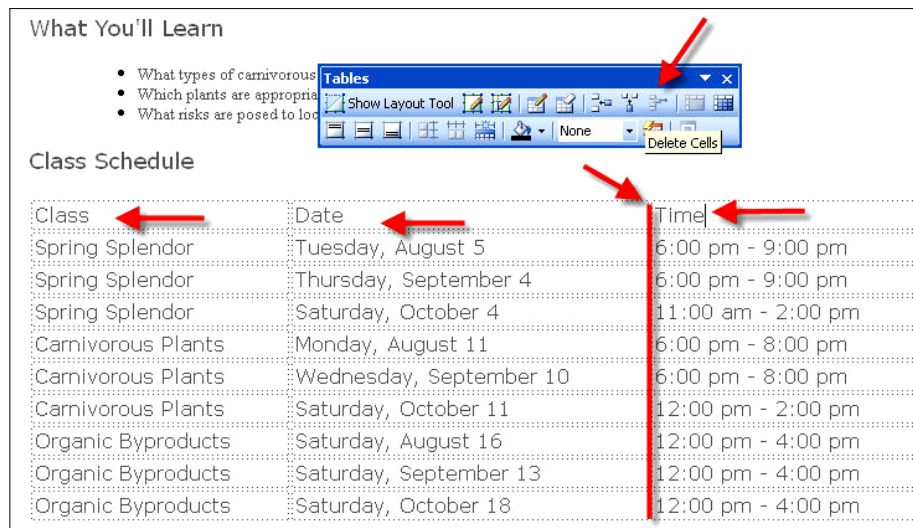 What You'll Learn
What types of carnivorous
Which plants are appropria
What risks are posed to loc
Tables
Show Layout Tool
None
Delete Cells
Class Schedule
Class Date Time
Spring Splendor Tuesday, August 5 6:00 pm - 9:00 pm
Spring Splendor Thursday, September 4 6:00 pm - 9:00 pm
Spring Splendor Saturday, October 4 11:00 am - 2:00 pm
Carnivorous Plants Monday, August 11 6:00 pm - 8:00 pm
Carnivorous Plants Wednesday, September 10 6:00 pm - 8:00 pm
Carnivorous Plants Saturday, October 11 12:00 pm - 2:00 pm
Organic Byproducts Saturday, August 16 12:00 pm - 4:00 pm
Organic Byproducts Saturday, September 13 12:00 pm - 4:00 pm
Organic Byproducts Saturday, October 18 12:00 pm - 4:00 pm